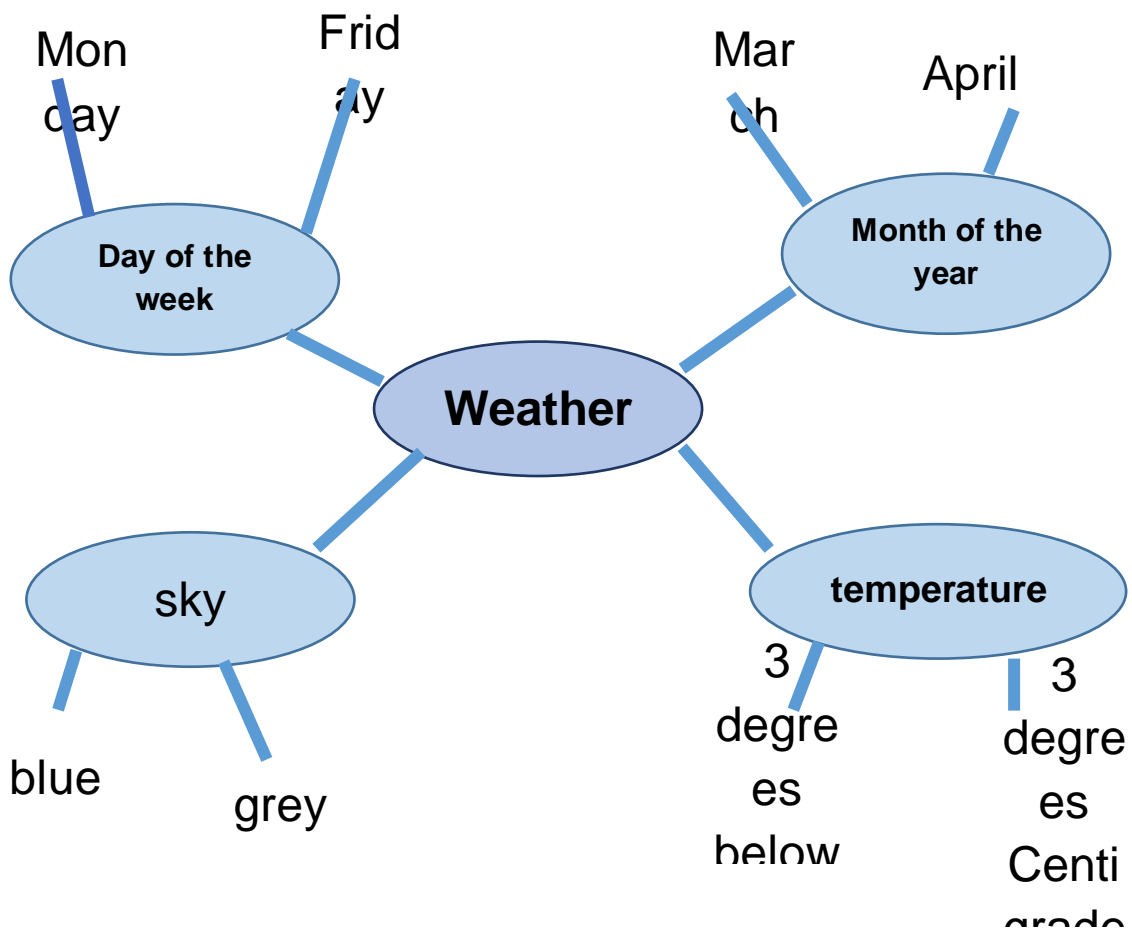 Mon
day
Frid
ay
Mar
ch
April
Day of the
week
Month of the
year
Weather
sky
temperature
blue
grey
3
degre
es
below
3
degre
es
Centi
grade